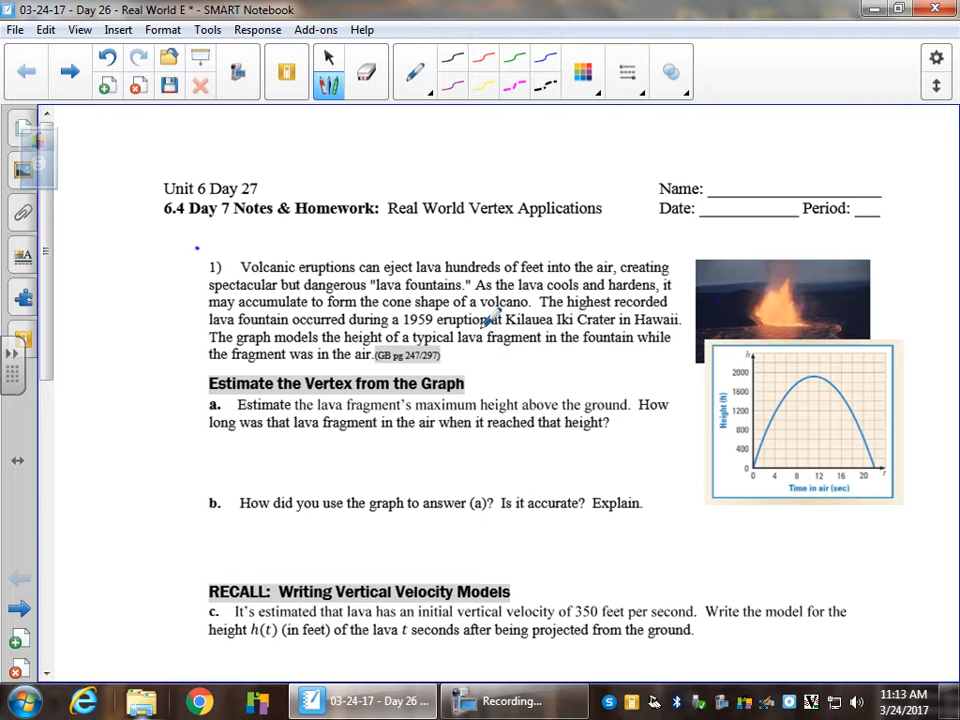 03-24-17 - Day 26 - Real World E * - SMART Notebook
File Edit View Insert Format Tools Response Add-ons Help
Unit 6 Day 27
Name: ____________________
6.4 Day 7 Notes & Homework: Real World Vertex Applications
Date: ___________ Period: ___
1) Volcanic eruptions can eject lava hundreds of feet into the air, creating
spectacular but dangerous "lava fountains." As the lava cools and hardens, it
may accumulate to form the cone shape of a volcano. The highest recorded
lava fountain occurred during a 1959 eruption at Kilauea Iki Crater in Hawaii.
The graph models the height of a typical lava fragment in the fountain while
the fragment was in the air.(GB pg 247/297)
h
2000
1600
1200
800
400
0
Height (ft)
0 4 8 12 16 20 t
Time in air (sec)
Estimate the Vertex from the Graph
a. Estimate the lava fragment's maximum height above the ground. How
long was that lava fragment in the air when it reached that height?
b. How did you use the graph to answer (a)? Is it accurate? Explain.
RECALL: Writing Vertical Velocity Models
c. It's estimated that lava has an initial vertical velocity of 350 feet per second. Write the model for the
height h(t) (in feet) of the lava t seconds after being projected from the ground.
03-24-17 - Day 26 ...
Recording...
11:13 AM
3/24/2017